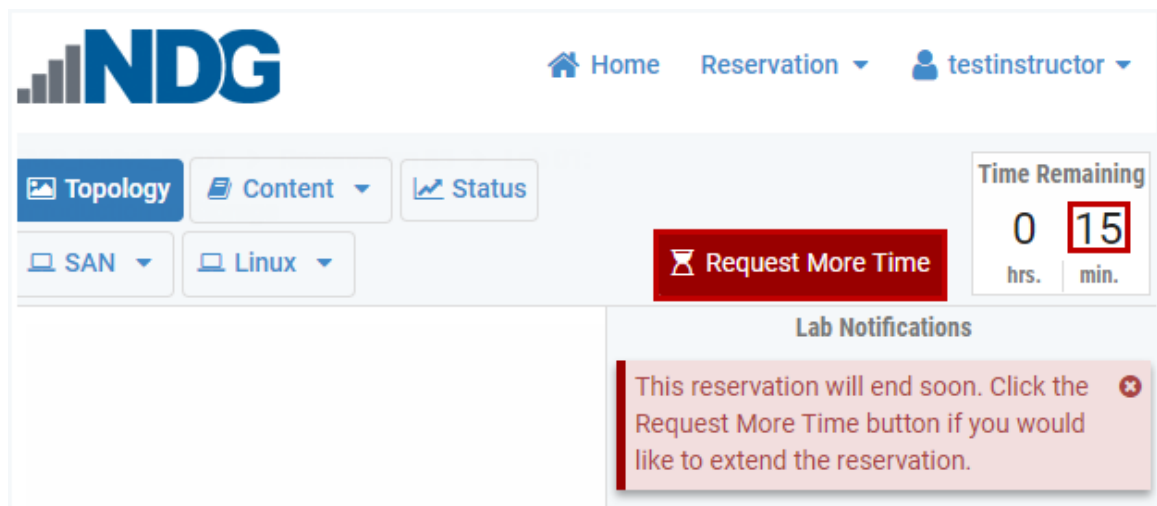 NDG
Home Reservation testinstructor
Topology Content Status
Time Remaining
0 15
hrs. min.
SAN Linux
Request More Time
Lab Notifications
This reservation will end soon. Click the
Request More Time button if you would
like to extend the reservation.